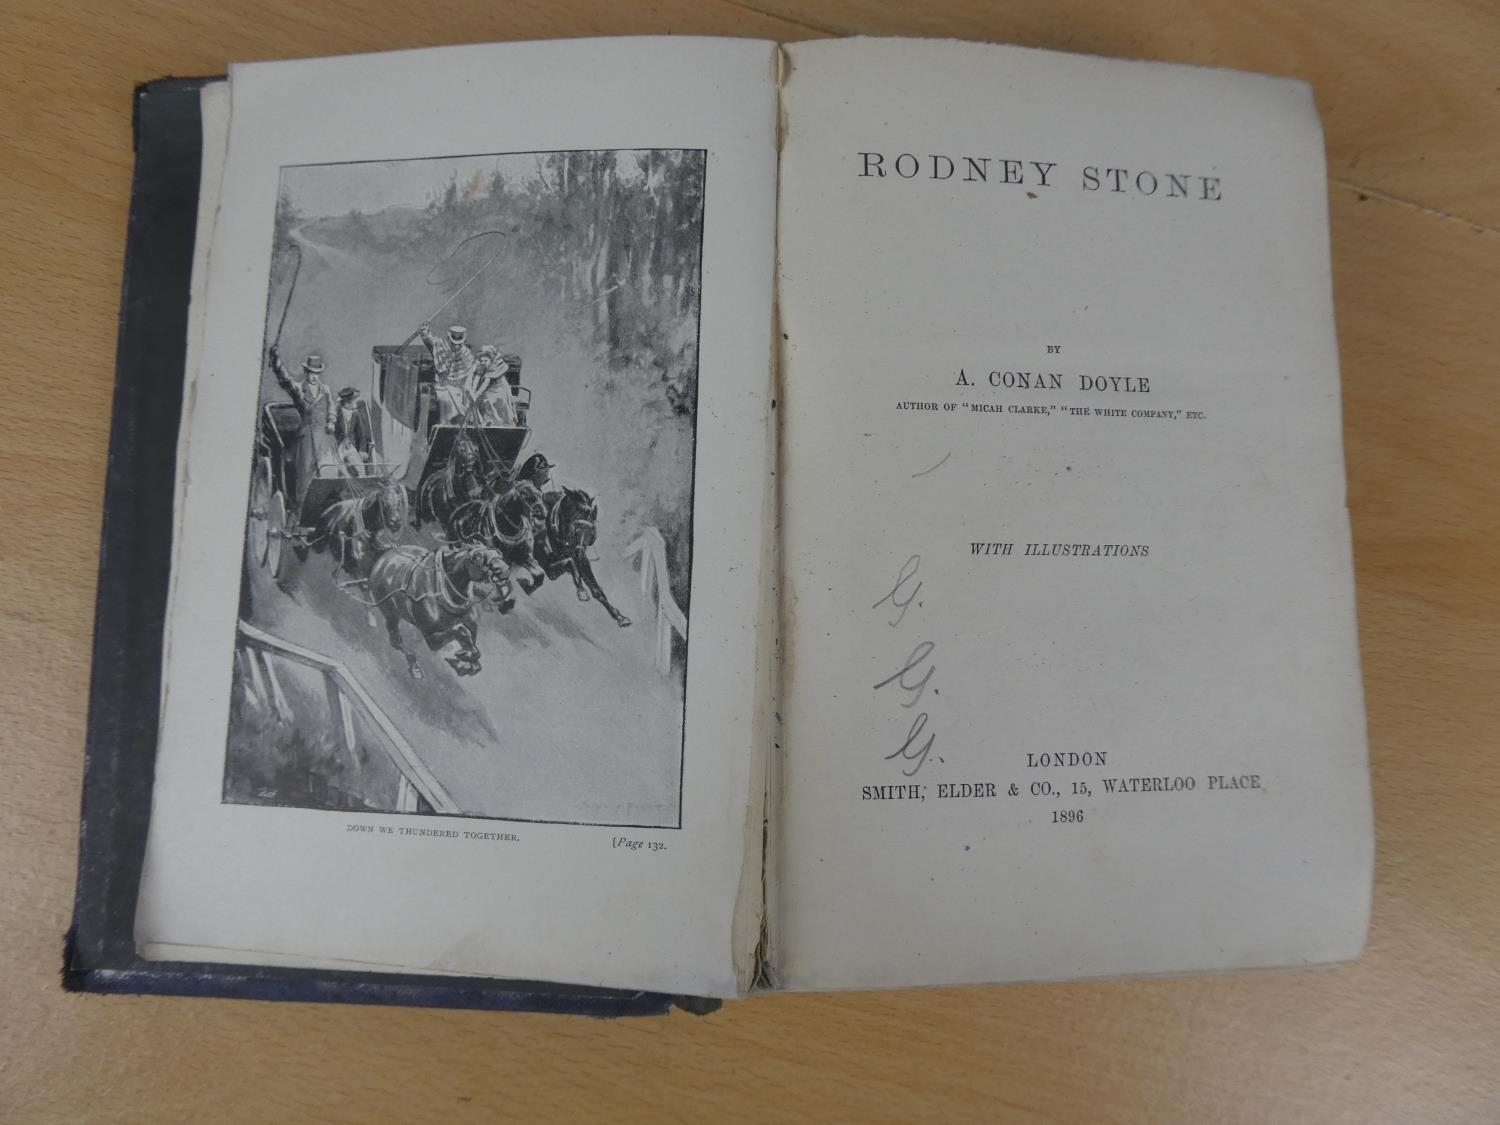 DOWN WE THUNDERED TOGETHER.
[Page 132.
RODNEY STONE
BY
A. CONAN DOYLE
AUTHOR OF "MICAH CLARKE," "THE WHITE COMPANY," ETC.
WITH ILLUSTRATIONS
G.
G.
G.
LONDON
SMITH, ELDER & CO., 15, WATERLOO PLACE
1896